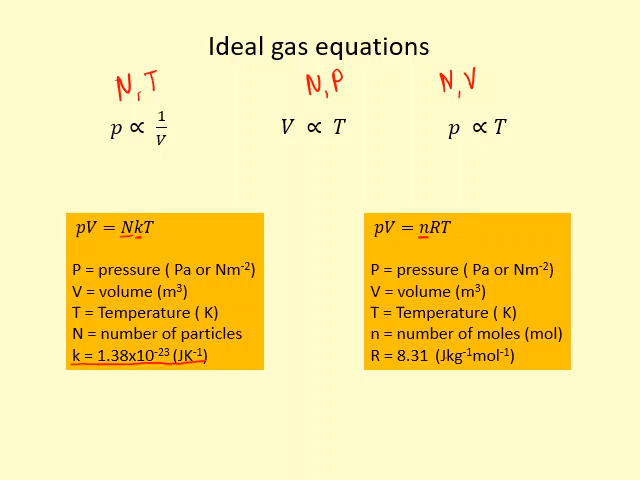 Ideal gas equations
N, T
N, P
N, V
p ∝ 1/V
V ∝ T
p ∝ T
pV = NkT
P = pressure ( Pa or Nm⁻²)
V = volume (m³)
T = Temperature ( K)
N = number of particles
k = 1.38x10⁻²³ (JK⁻¹)
pV = nRT
P = pressure ( Pa or Nm⁻²)
V = volume (m³)
T = Temperature ( K)
n = number of moles (mol)
R = 8.31 (Jkg⁻¹mol⁻¹)